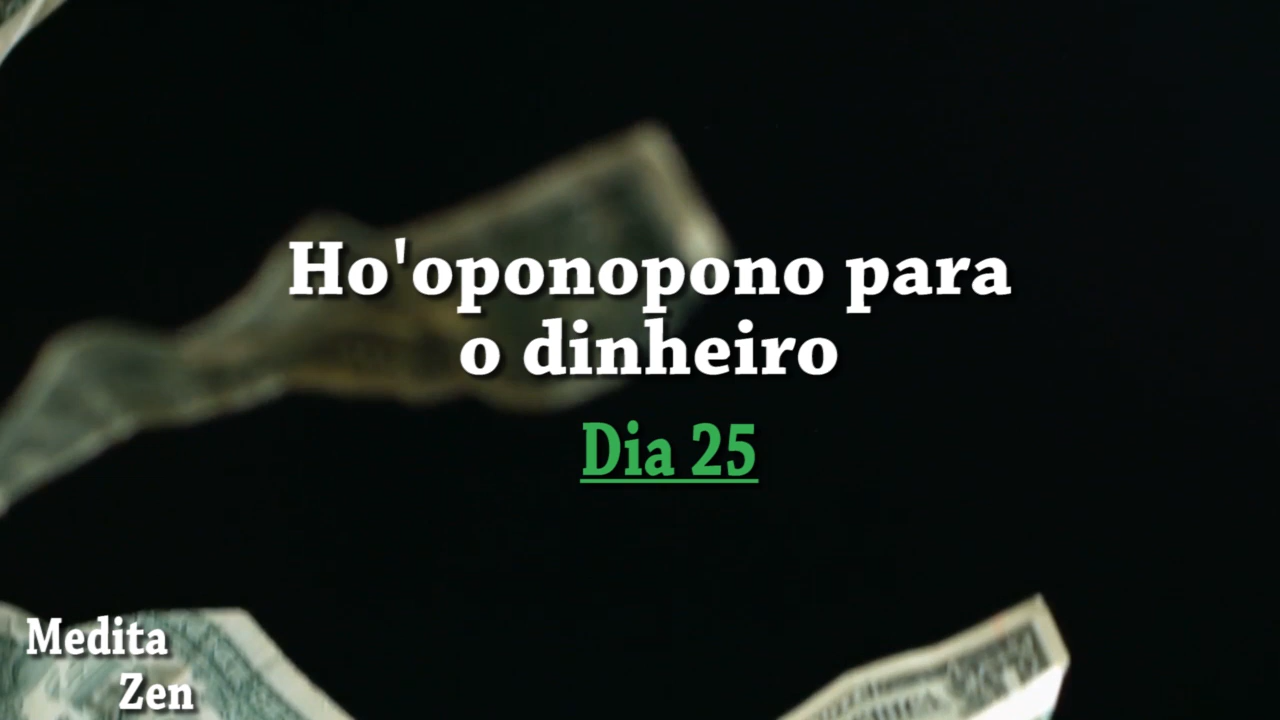 Ho'oponopono para
o dinheiro
Dia 25
Medita
Zen